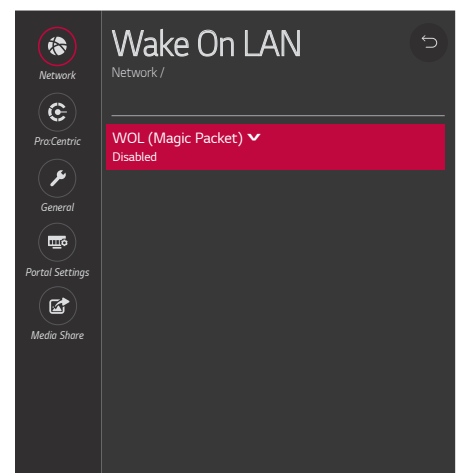 Wake On LAN
Network /
Network
Pro:Centric
General
Portal Settings
Media Share
WOL (Magic Packet)
Disabled